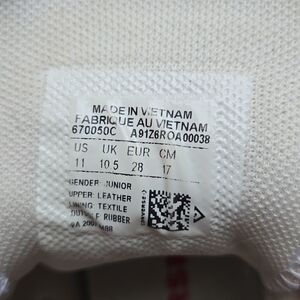 MADE IN VIETNAM
FABRIQUE AU VIETNAM
670050C A91Z6ROA00038
US UK EUR CM
11 10.5 28 17
GENDER: JUNIOR
UPPER: LEATHER
LINING: TEXTILE
RUBBER